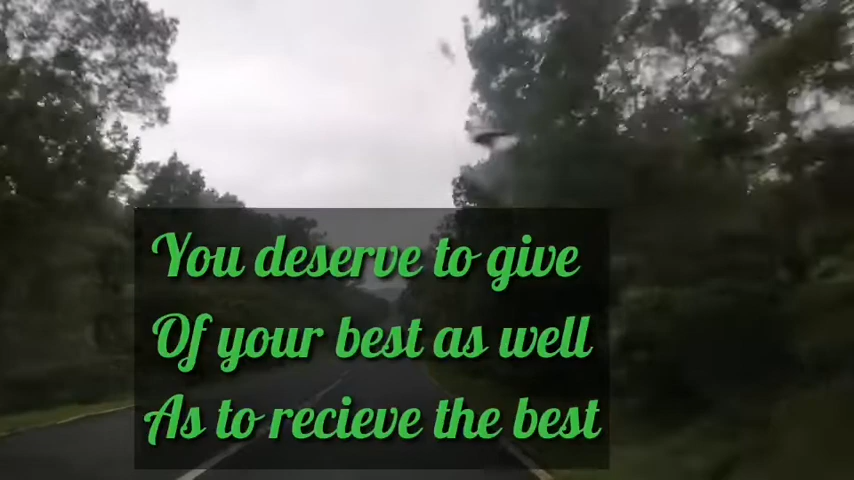 You deserve to give
Of your best as well
As to recieve the best